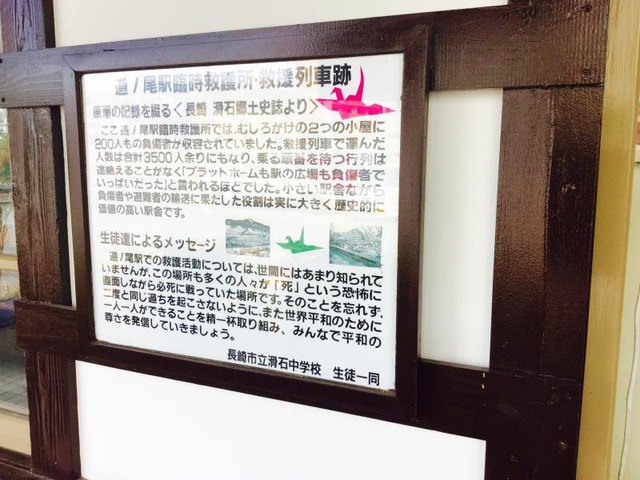 道ノ尾駅臨時救護所・救援列車跡
原爆の記録を綴る＜長崎 滑石郷土史誌より＞
ここ道ノ尾駅臨時救護所では、むしろがけの2つの小屋に
200人もの負傷者が収容されていました。救援列車で運んだ
人数は合計3500人余りにもなり、乗る順番を待つ行列は
途絶えることがなく「プラットホームも駅の広場も負傷者で
いっぱいだった」と言われるほどでした。小さい駅舎ながら
負傷者や避難者の輸送に果たした役割は実に大きく歴史的に
価値の高い駅舎です。
生徒達によるメッセージ
道ノ尾駅での救護活動については、世間にはあまり知られて
いませんが、この場所も多くの人々が「死」という恐怖に
直面しながら必死に戦っていた場所です。そのことを忘れず、
二度と同じ過ちを起こさないように、また世界平和のために
一人一人ができることを精一杯取り組み、みんなで平和の
尊さを発信していきましょう。
長崎市立滑石中学校 生徒一同